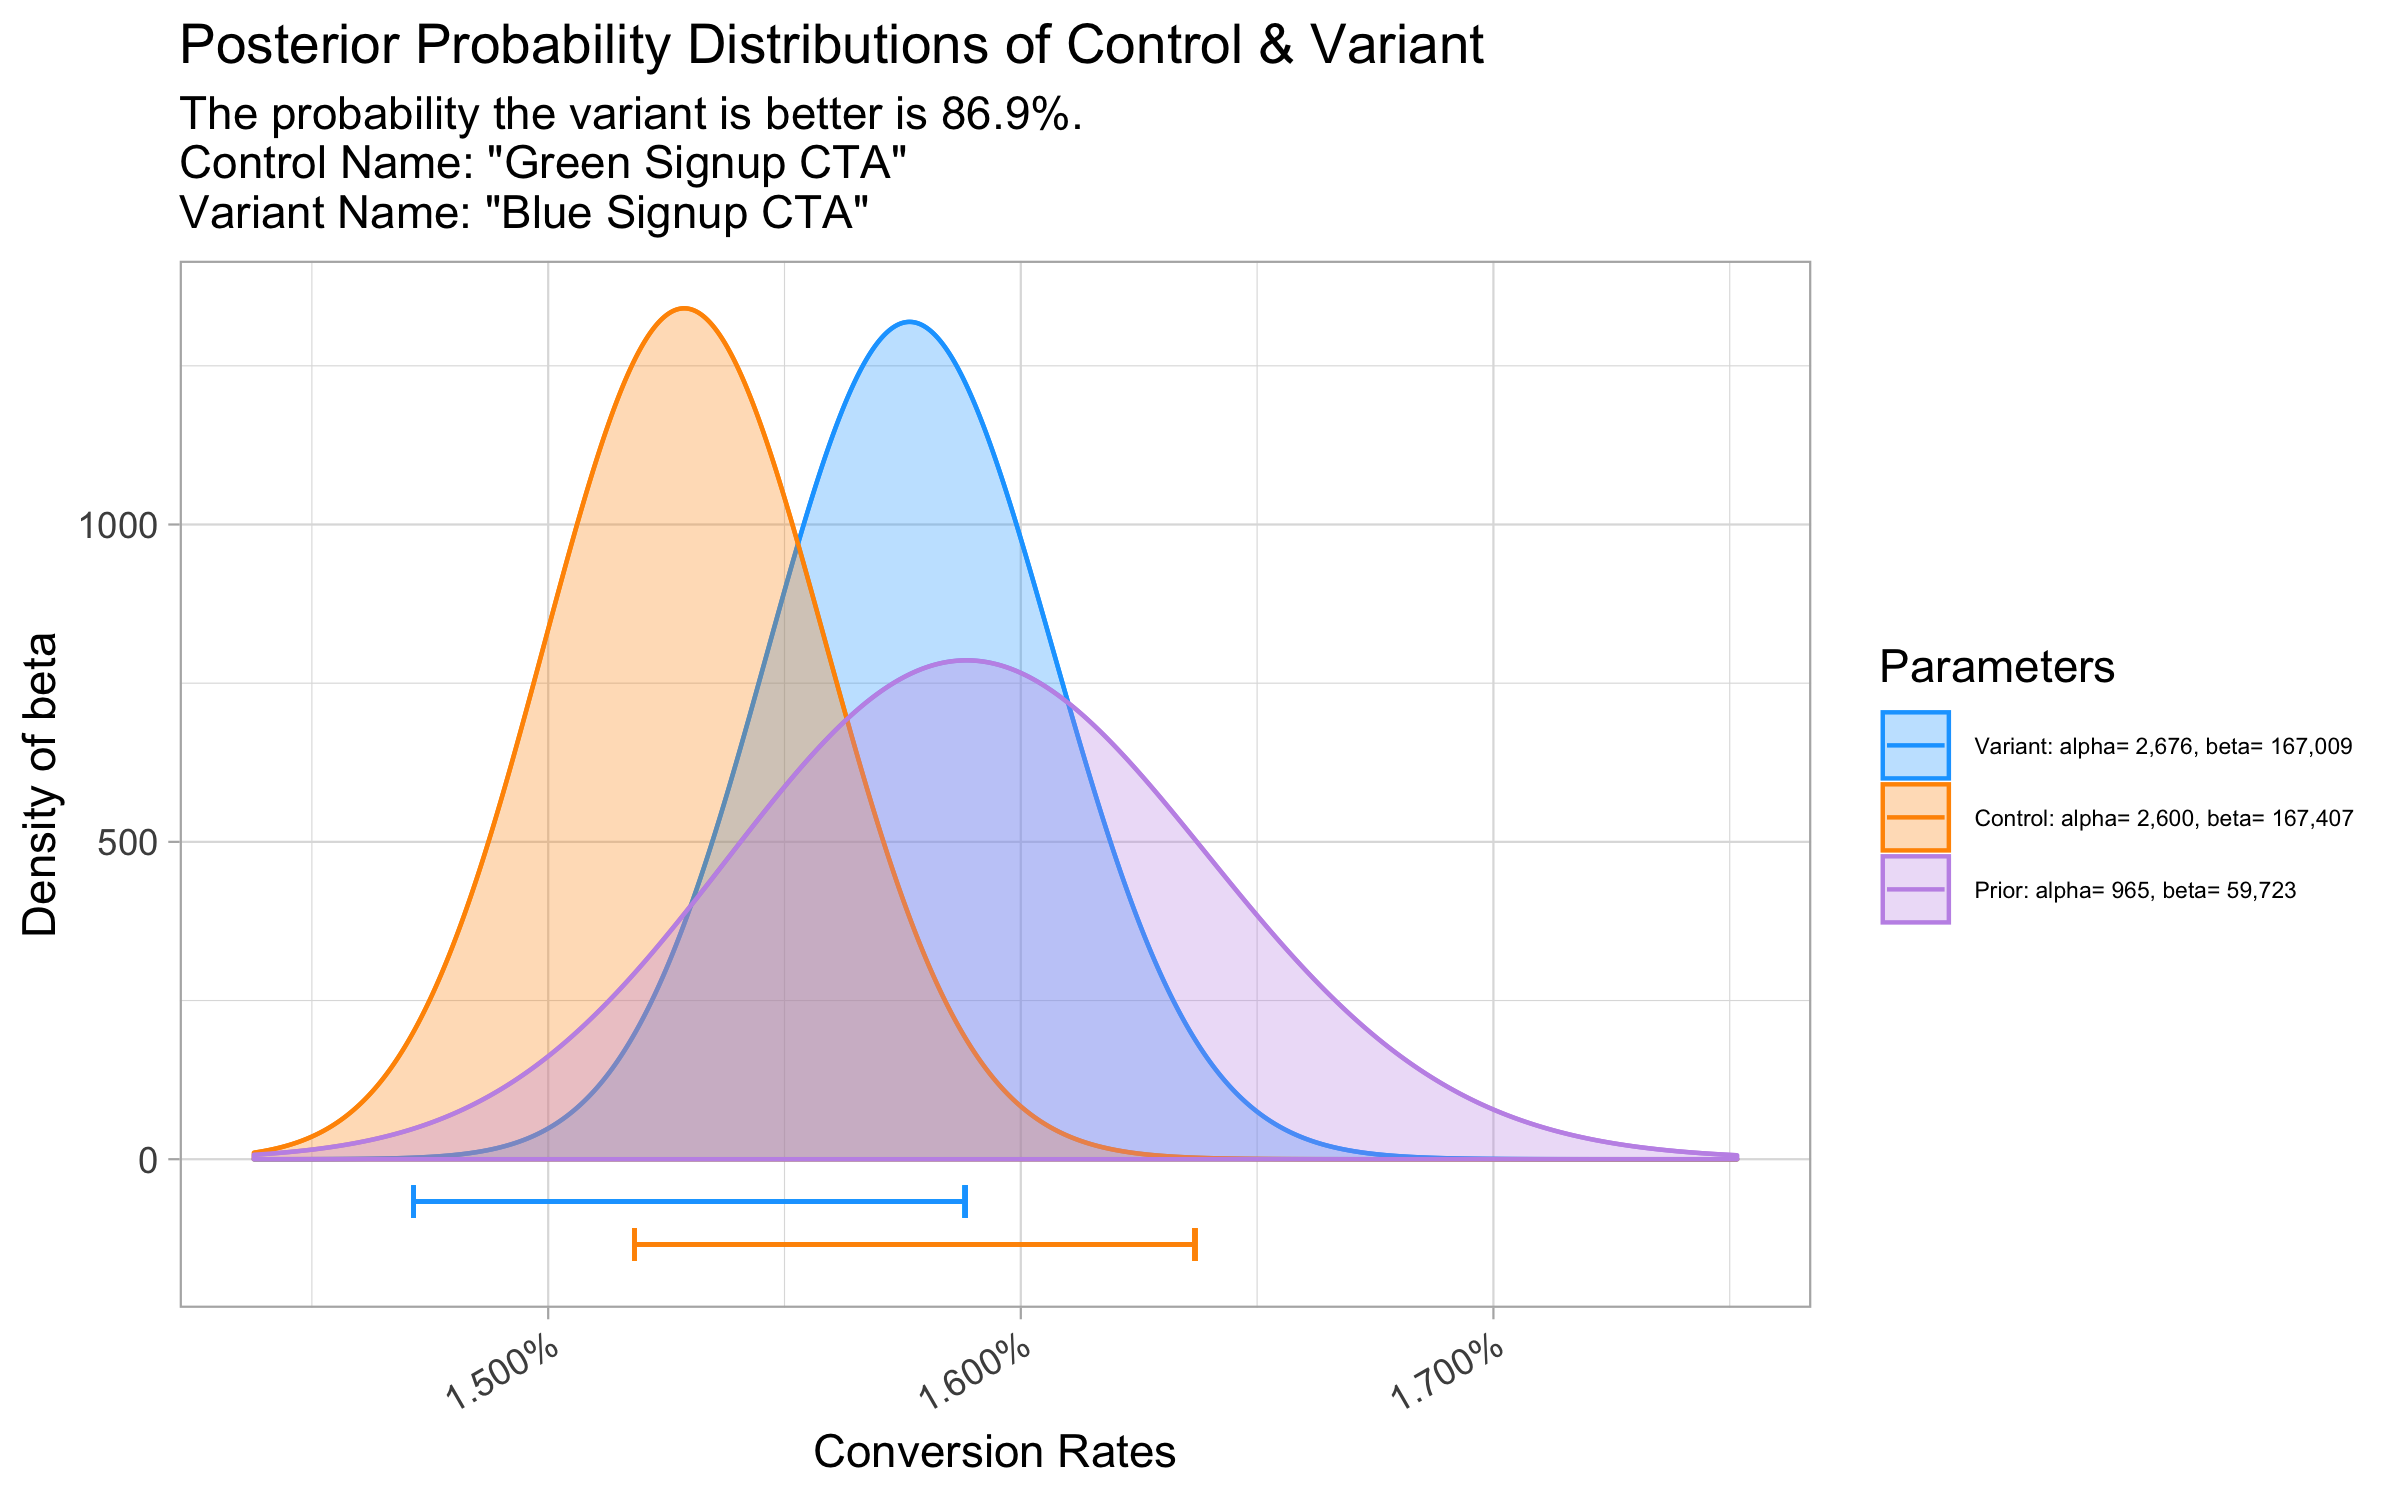 Posterior Probability Distributions of Control & Variant
The probability the variant is better is 86.9%.
Control Name: "Green Signup CTA"
Variant Name: "Blue Signup CTA"
Density of beta
1000
500
0
1.500%
1.600%
1.700%
Conversion Rates
Parameters
Variant: alpha= 2,676, beta= 167,009
Control: alpha= 2,600, beta= 167,407
Prior: alpha= 965, beta= 59,723